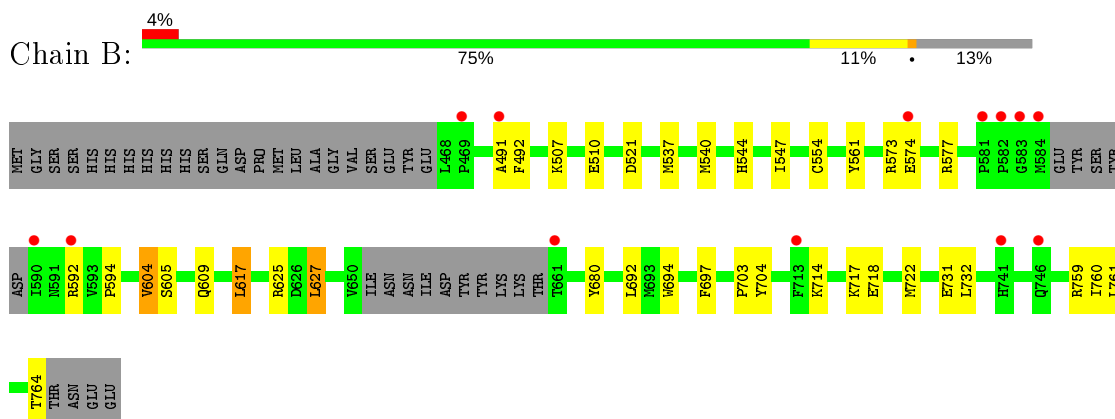 4%
Chain B:
75% 11% • 13%
MET GLY SER SER HIS HIS HIS HIS HIS HIS SER GLN ASP PRO MET LEU ALA GLY VAL SER GLU TYR GLU L468 P469 A491 F492 K507 E510 D521 M537 M540 H544 I547 C554 Y561 R573 E574 R577 P581 P582 G583 M584 GLU TYR SER TYR
ASP I590 N591 R592 V593 P594 V604 S605 Q609 L617 R625 D626 L627 V650 ILE ASN ASN ILE ASP TYR TYR LYS LYS THR T661 Y680 L692 M693 W694 F697 P703 Y704 F713 K714 K717 E718 M722 E731 L732 H741 Q746 R759 I760 L761
T764 THR ASN GLU GLU